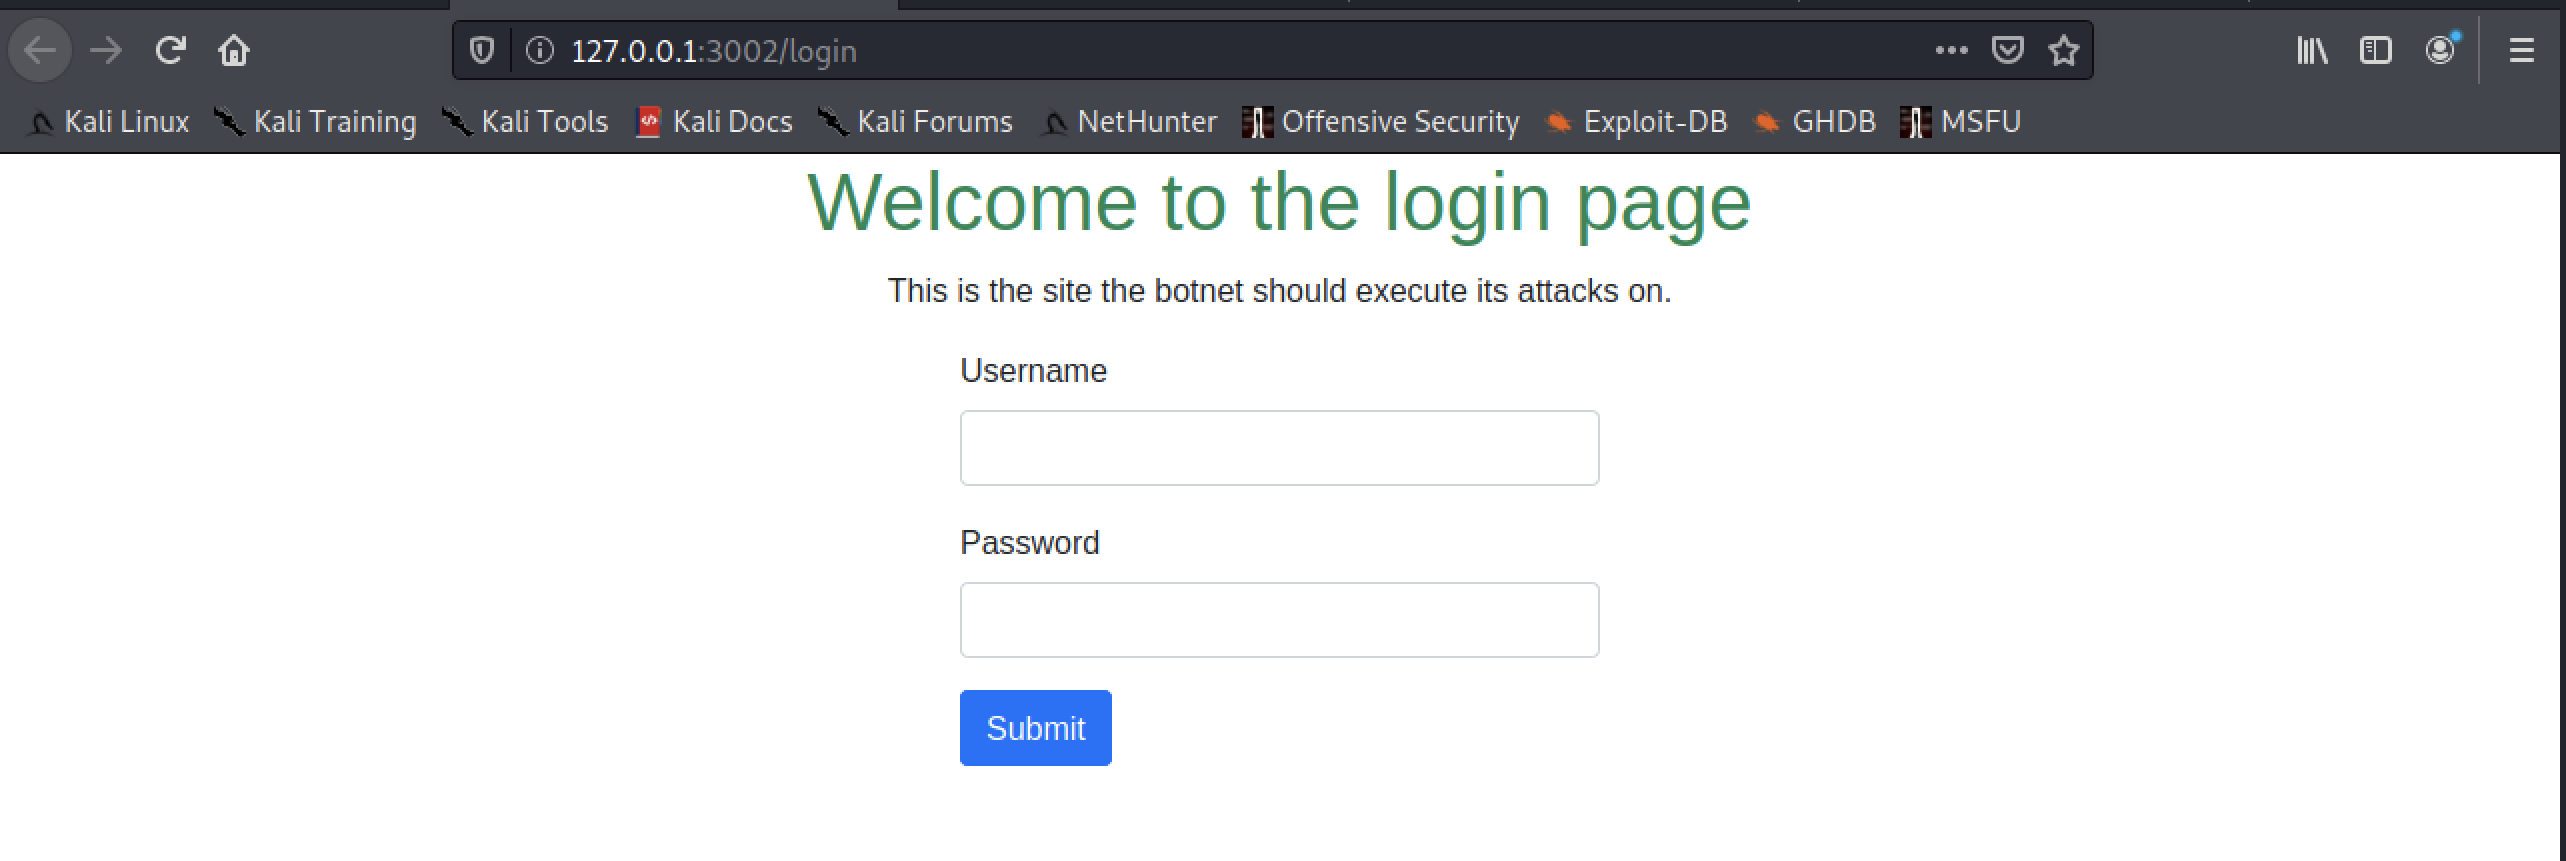 127.0.0.1:3002/login
Kali Linux Kali Training Kali Tools Kali Docs Kali Forums NetHunter Offensive Security Exploit-DB GHDB MSFU
Welcome to the login page
This is the site the botnet should execute its attacks on.
Username
Password
Submit